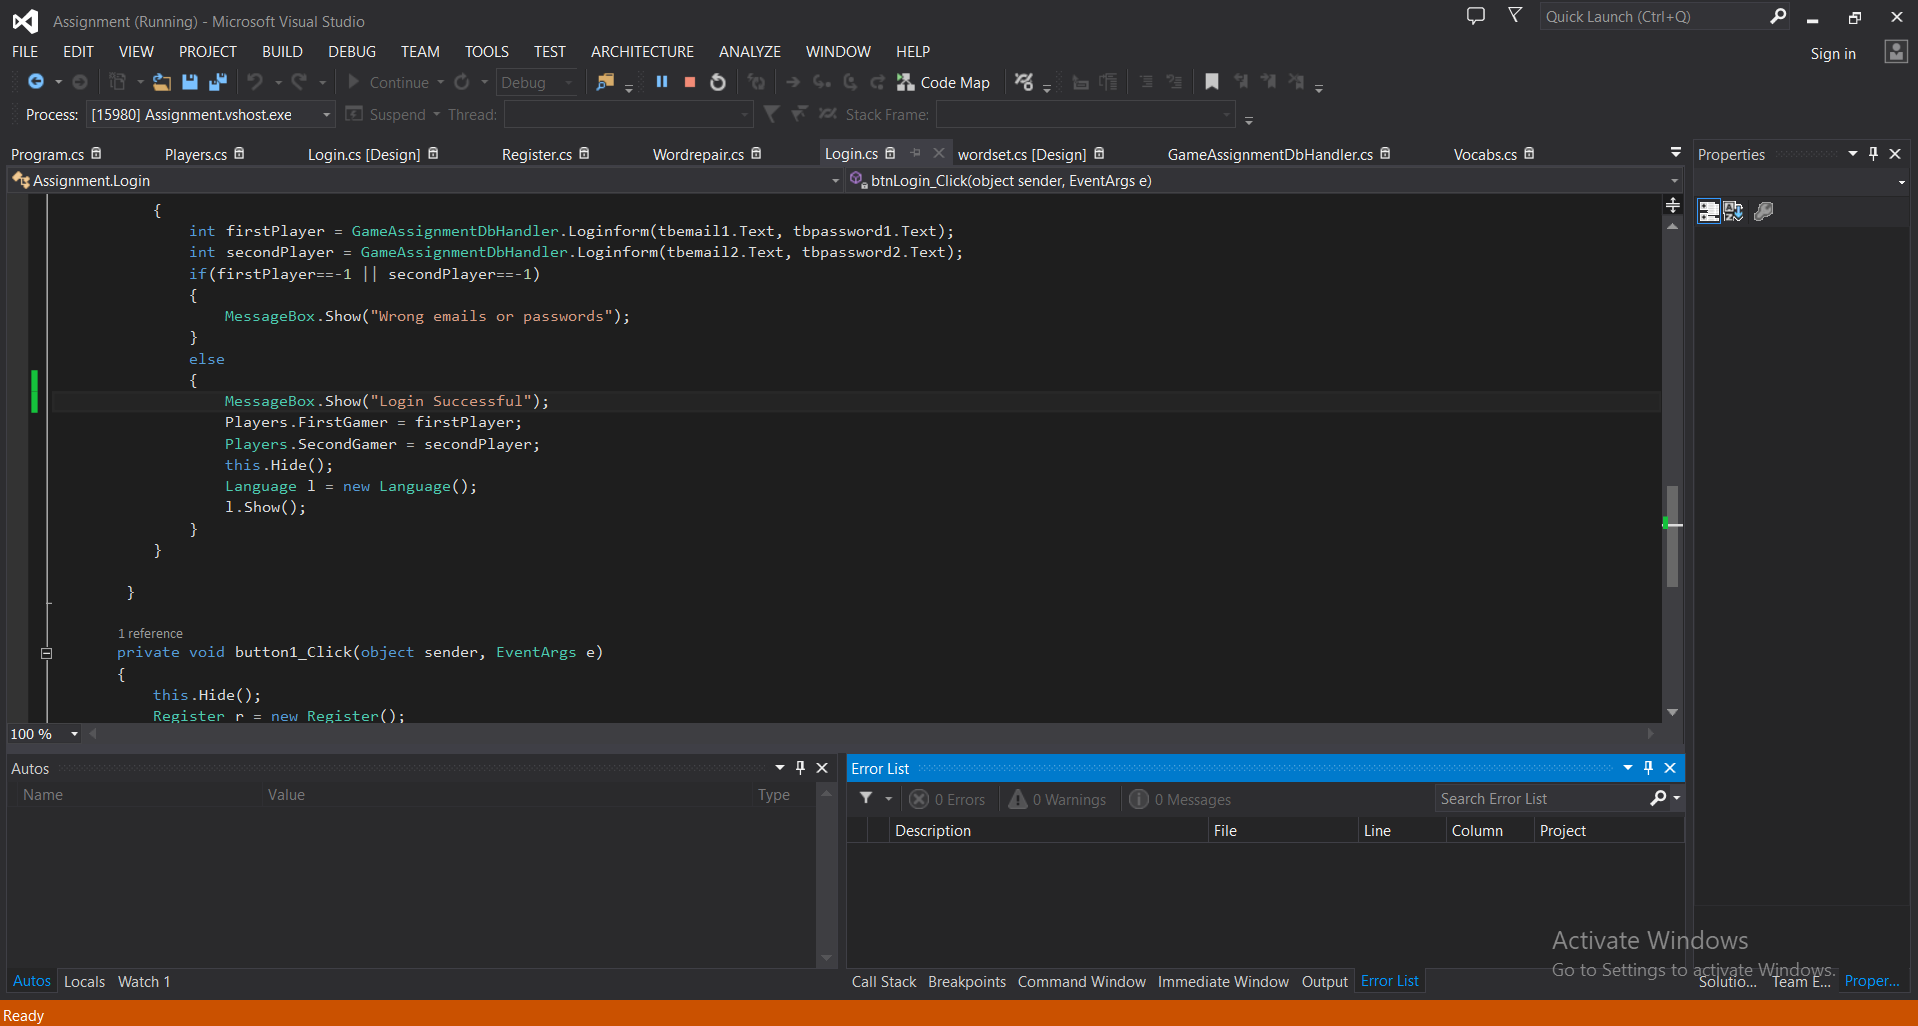 Assignment (Running) - Microsoft Visual Studio
Quick Launch (Ctrl+Q)
FILE EDIT VIEW PROJECT BUILD DEBUG TEAM TOOLS TEST ARCHITECTURE ANALYZE WINDOW HELP
Sign in
Continue Debug Code Map
Process: [15980] Assignment.vshost.exe Suspend Thread: Stack Frame:
Program.cs Players.cs Login.cs [Design] Register.cs Wordrepair.cs Login.cs wordset.cs [Design] GameAssignmentDbHandler.cs Vocabs.cs
Properties
Assignment.Login btnLogin_Click(object sender, EventArgs e)
{
int firstPlayer = GameAssignmentDbHandler.Loginform(tbemail1.Text, tbpassword1.Text);
int secondPlayer = GameAssignmentDbHandler.Loginform(tbemail2.Text, tbpassword2.Text);
if(firstPlayer==-1 || secondPlayer==-1)
{
MessageBox.Show("Wrong emails or passwords");
}
else
{
MessageBox.Show("Login Successful");
Players.FirstGamer = firstPlayer;
Players.SecondGamer = secondPlayer;
this.Hide();
Language l = new Language();
l.Show();
}
}
}
1 reference
private void button1_Click(object sender, EventArgs e)
{
this.Hide();
Register r = new Register();
100 %
Autos
Name Value Type
Error List
0 Errors 0 Warnings 0 Messages
Search Error List
Description File Line Column Project
Activate Windows
Go to Settings to activate Windows.
Autos Locals Watch 1
Call Stack Breakpoints Command Window Immediate Window Output Error List
Solutio... Team E... Proper...
Ready